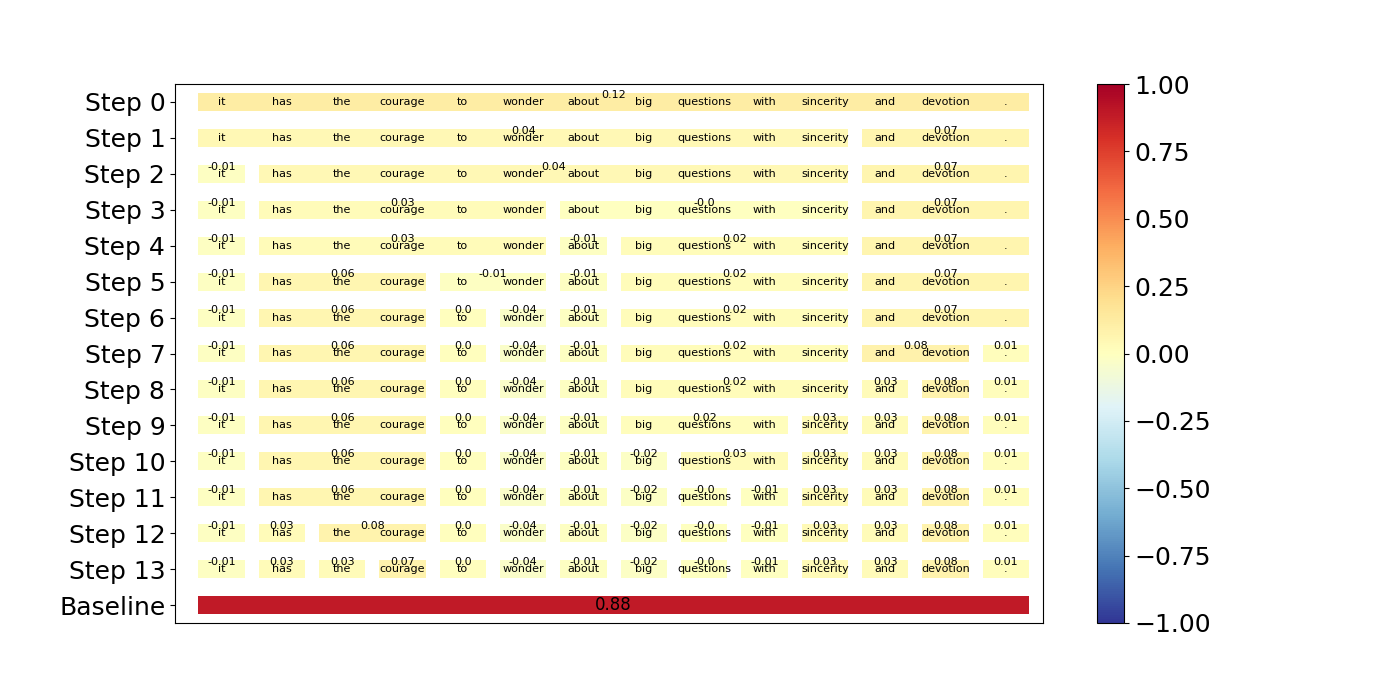 Step 0 it has the courage to wonder about 0.12 big questions with sincerity and devotion .
0.04 0.07
Step 1 it has the courage to wonder about big questions with sincerity and devotion .
-0.01 0.04 0.07
Step 2 it has the courage to wonder about big questions with sincerity and devotion .
-0.01 0.03 -0.0 0.07
Step 3 it has the courage to wonder about big questions with sincerity and devotion .
-0.01 0.03 -0.01 0.02 0.07
Step 4 it has the courage to wonder about big questions with sincerity and devotion .
-0.01 0.06 -0.01 -0.01 0.02 0.07
Step 5 it has the courage to wonder about big questions with sincerity and devotion .
-0.01 0.06 0.0 -0.04 -0.01 0.02 0.07
Step 6 it has the courage to wonder about big questions with sincerity and devotion .
-0.01 0.06 0.0 -0.04 -0.01 0.02 0.08 0.01
Step 7 it has the courage to wonder about big questions with sincerity and devotion .
-0.01 0.06 0.0 -0.04 -0.01 0.02 0.03 0.08 0.01
Step 8 it has the courage to wonder about big questions with sincerity and devotion .
-0.01 0.06 0.0 -0.04 -0.01 0.02 0.03 0.03 0.08 0.01
Step 9 it has the courage to wonder about big questions with sincerity and devotion .
-0.01 0.06 0.0 -0.04 -0.01 -0.02 0.03 0.03 0.03 0.08 0.01
Step 10 it has the courage to wonder about big questions with sincerity and devotion .
-0.01 0.06 0.0 -0.04 -0.01 -0.02 -0.0 -0.01 0.03 0.03 0.08 0.01
Step 11 it has the courage to wonder about big questions with sincerity and devotion .
-0.01 0.03 0.08 0.0 -0.04 -0.01 -0.02 -0.0 -0.01 0.03 0.03 0.08 0.01
Step 12 it has the courage to wonder about big questions with sincerity and devotion .
-0.01 0.03 0.03 0.07 0.0 -0.04 -0.01 -0.02 -0.0 -0.01 0.03 0.03 0.08 0.01
Step 13 it has the courage to wonder about big questions with sincerity and devotion .
Baseline 0.88
1.00
0.75
0.50
0.25
0.00
−0.25
−0.50
−0.75
−1.00